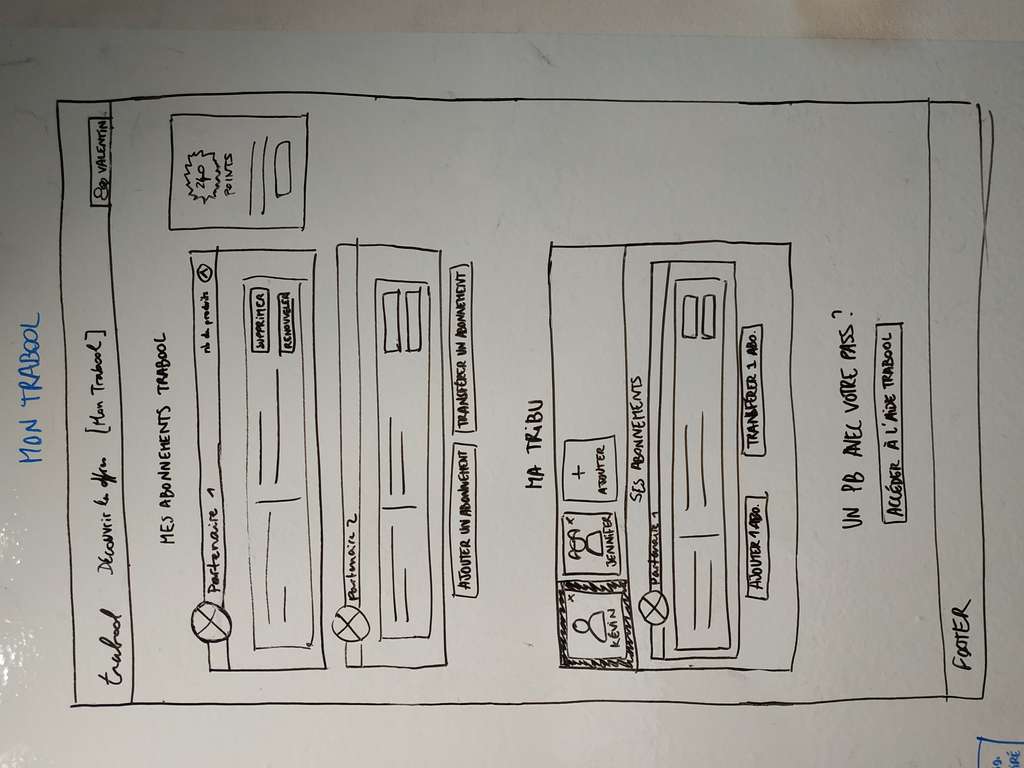 MON TRABOOL
trabool Découvrir les offres [Mon Trabool] VALENTIN
MES ABONNEMENTS TRABOOL
240
POINTS
Partenaire 1 nb de produits
SUPPRIMER
RENOUVELER
Partenaire 2
AJOUTER UN ABONNEMENT TRANSFÉRER UN ABONNEMENT
MA TRIBU
KÉVIN x
JENNIFER x
+
AJOUTER
SES ABONNEMENTS
Partenaire 1
AJOUTER 1 ABO. TRANSFÉRER 1 ABO.
UN PB AVEC VOTRE PASS?
ACCÉDER À L'AIDE TRABOOL
FOOTER